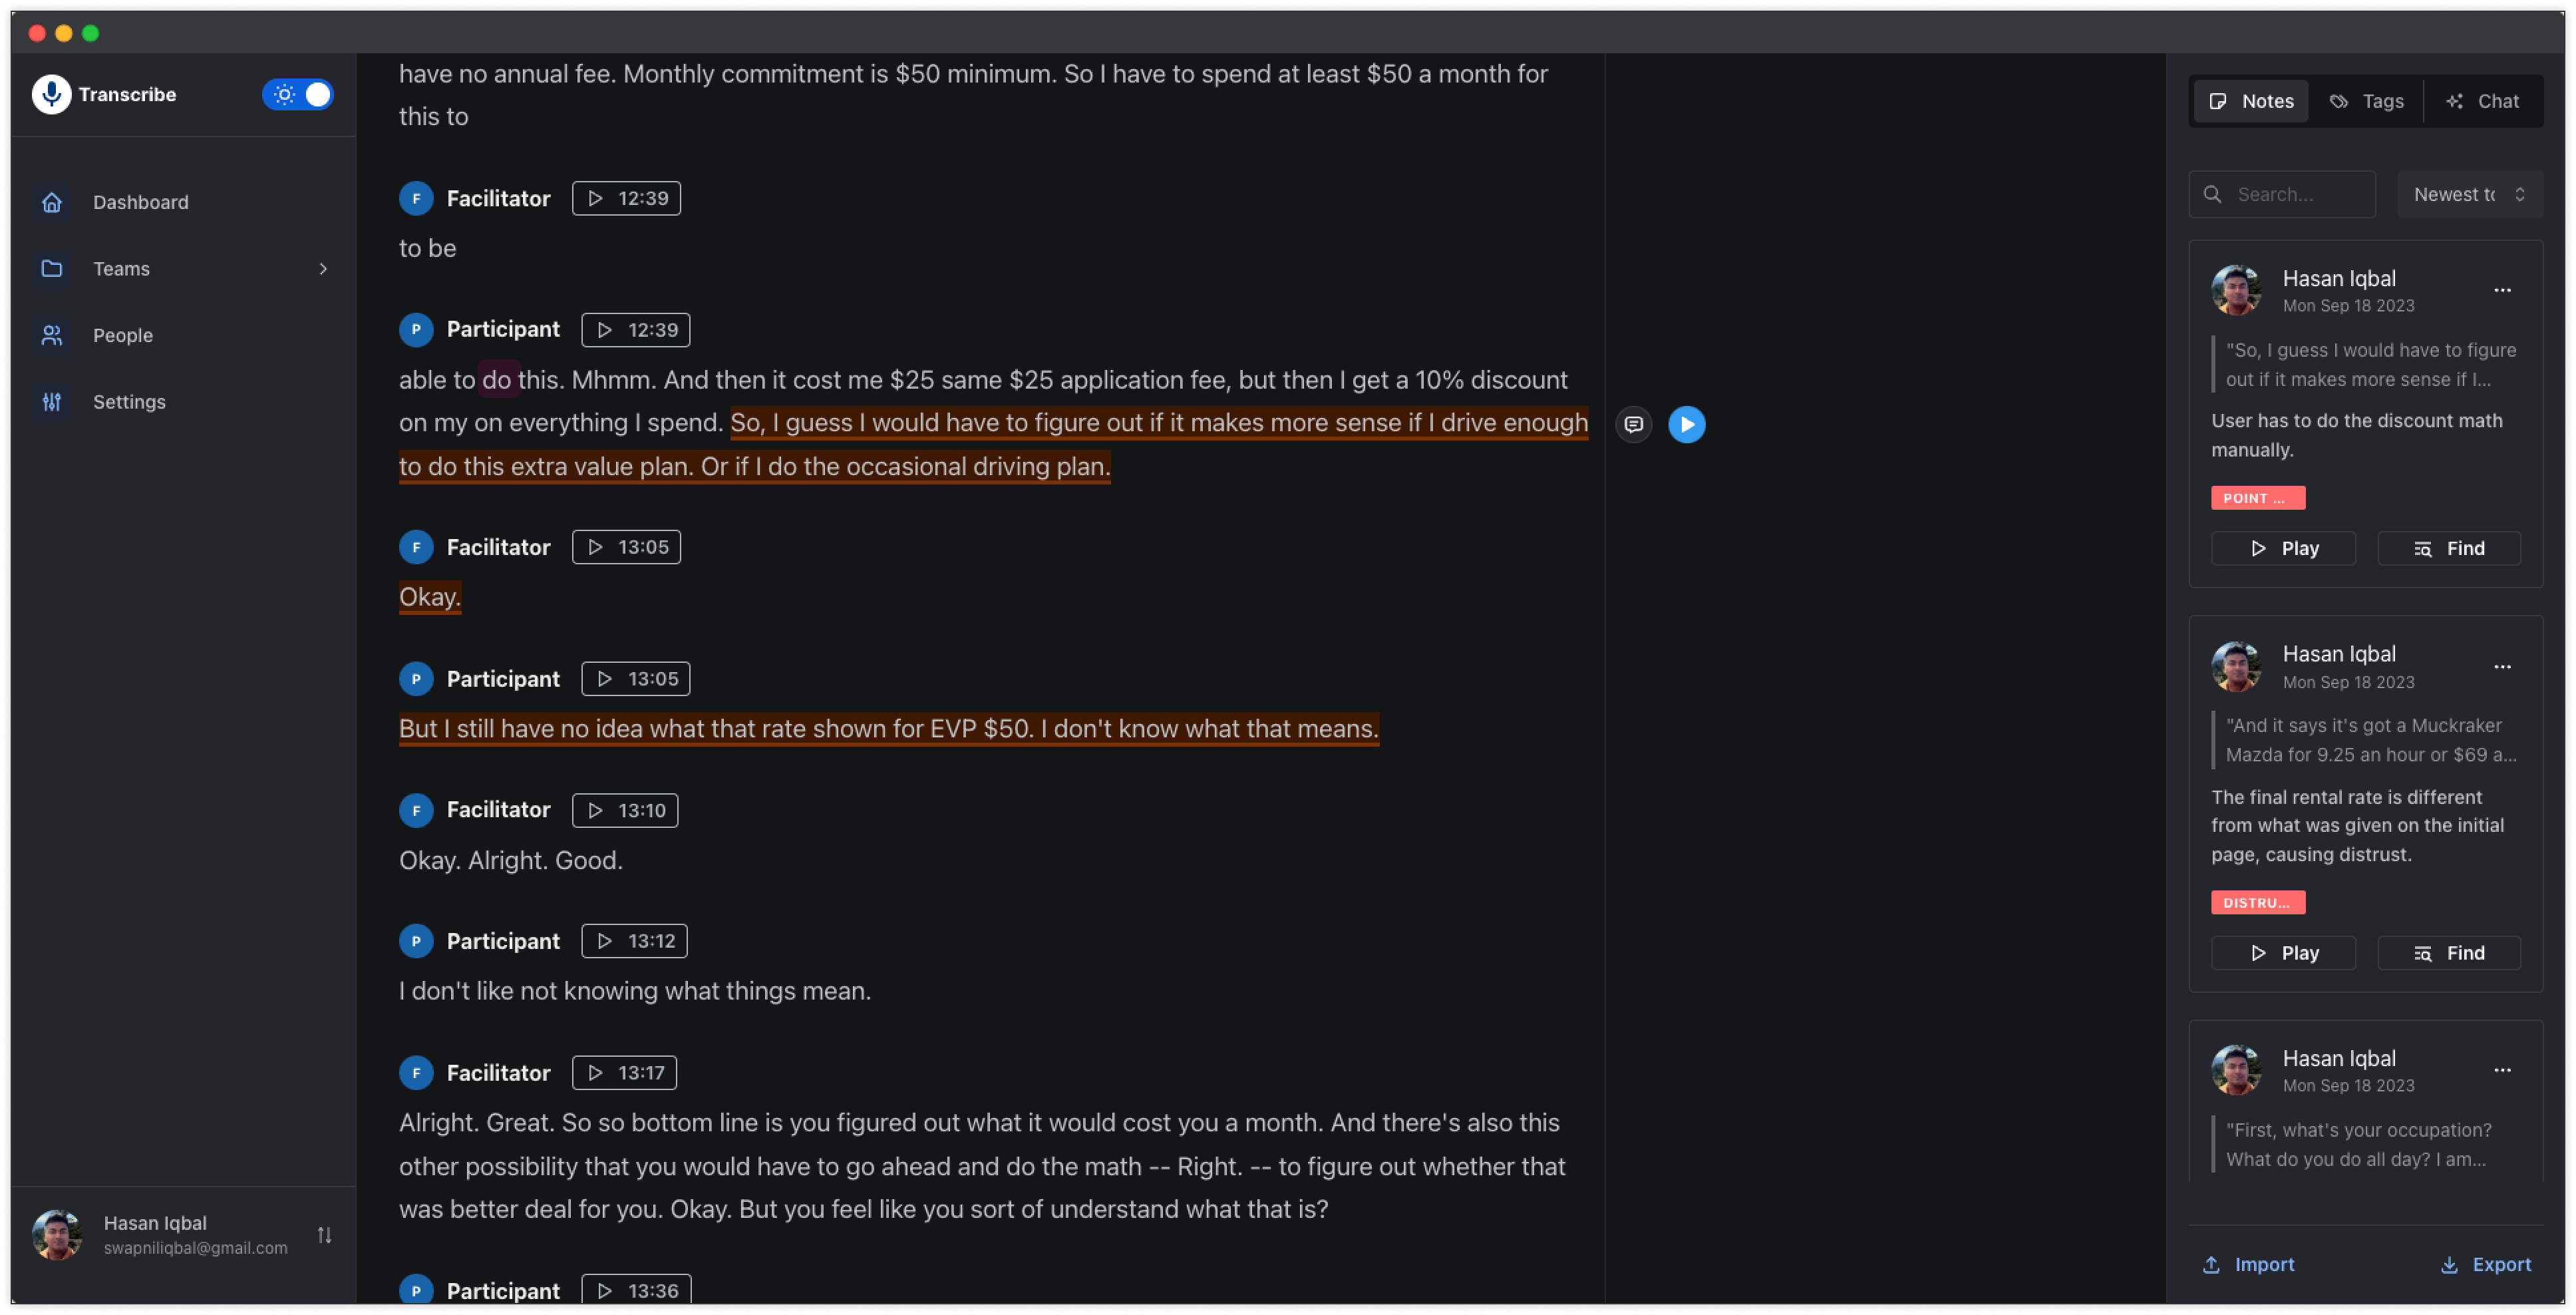 Transcribe
Dashboard
Teams
People
Settings
Hasan Iqbal
swapniliqbal@gmail.com
have no annual fee. Monthly commitment is $50 minimum. So I have to spend at least $50 a month for
this to
F Facilitator 12:39
to be
P Participant 12:39
able to do this. Mhmm. And then it cost me $25 same $25 application fee, but then I get a 10% discount
on my on everything I spend. So, I guess I would have to figure out if it makes more sense if I drive enough
to do this extra value plan. Or if I do the occasional driving plan.
F Facilitator 13:05
Okay.
P Participant 13:05
But I still have no idea what that rate shown for EVP $50. I don't know what that means.
F Facilitator 13:10
Okay. Alright. Good.
P Participant 13:12
I don't like not knowing what things mean.
F Facilitator 13:17
Alright. Great. So so bottom line is you figured out what it would cost you a month. And there's also this
other possibility that you would have to go ahead and do the math -- Right. -- to figure out whether that
was better deal for you. Okay. But you feel like you sort of understand what that is?
P Participant 13:36
Notes Tags Chat
Search... Newest to
Hasan Iqbal
Mon Sep 18 2023
"So, I guess I would have to figure
out if it makes more sense if I...
User has to do the discount math
manually.
POINT ...
Play Find
Hasan Iqbal
Mon Sep 18 2023
"And it says it's got a Muckraker
Mazda for 9.25 an hour or $69 a...
The final rental rate is different
from what was given on the initial
page, causing distrust.
DISTRU...
Play Find
Hasan Iqbal
Mon Sep 18 2023
"First, what's your occupation?
What do you do all day? I am...
Import Export